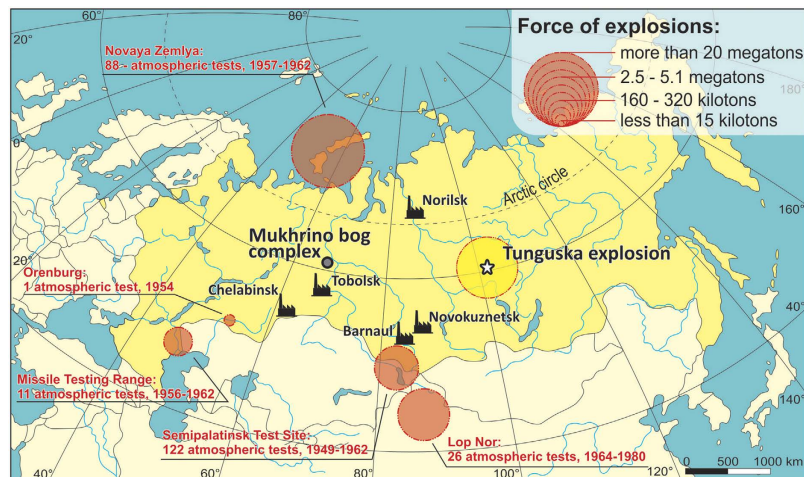 80°
60°
20°
0
20°
40°
60°
80°
100°
120°
140°
40°
160°
180°
Novaya Zemlya:
88-- atmospheric tests, 1957-1962
Force of explosions:
more than 20 megatons
2.5 - 5.1 megatons
160 - 320 kilotons
less than 15 kilotons
Arctic circle
Norilsk
Mukhrino bog
complex
Tunguska explosion
Orenburg:
1 atmospheric test, 1954
Chelabinsk
Tobolsk
Novokuznetsk
Barnaul
Missile Testing Range:
11 atmospheric tests, 1956-1962
Semipalatinsk Test Site:
122 atmospheric tests, 1949-1962
Lop Nor:
26 atmospheric tests, 1964-1980
0 500 1000 km